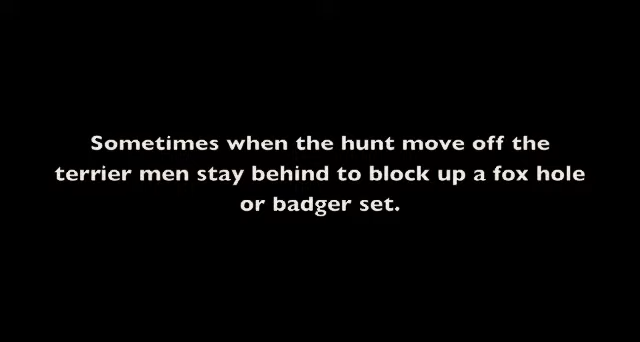 Sometimes when the hunt move off the
terrier men stay behind to block up a fox hole
or badger set.